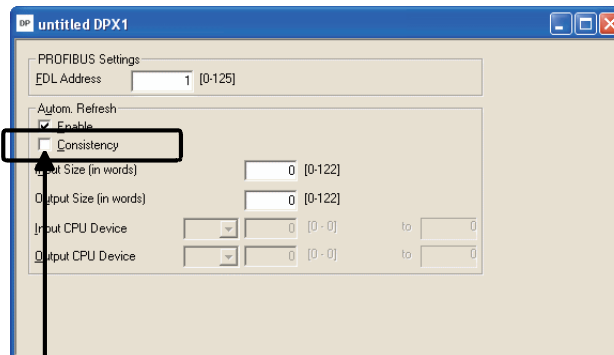 DP untitled DPX1
PROFIBUS Settings
FDL Address 1 [0-125]
Autom. Refresh
Enable
Consistency
Input Size (in words) 0 [0-122]
Output Size (in words) 0 [0-122]
Input CPU Device 0 [0 - 0] to 0
Output CPU Device 0 [0 - 0] to 0